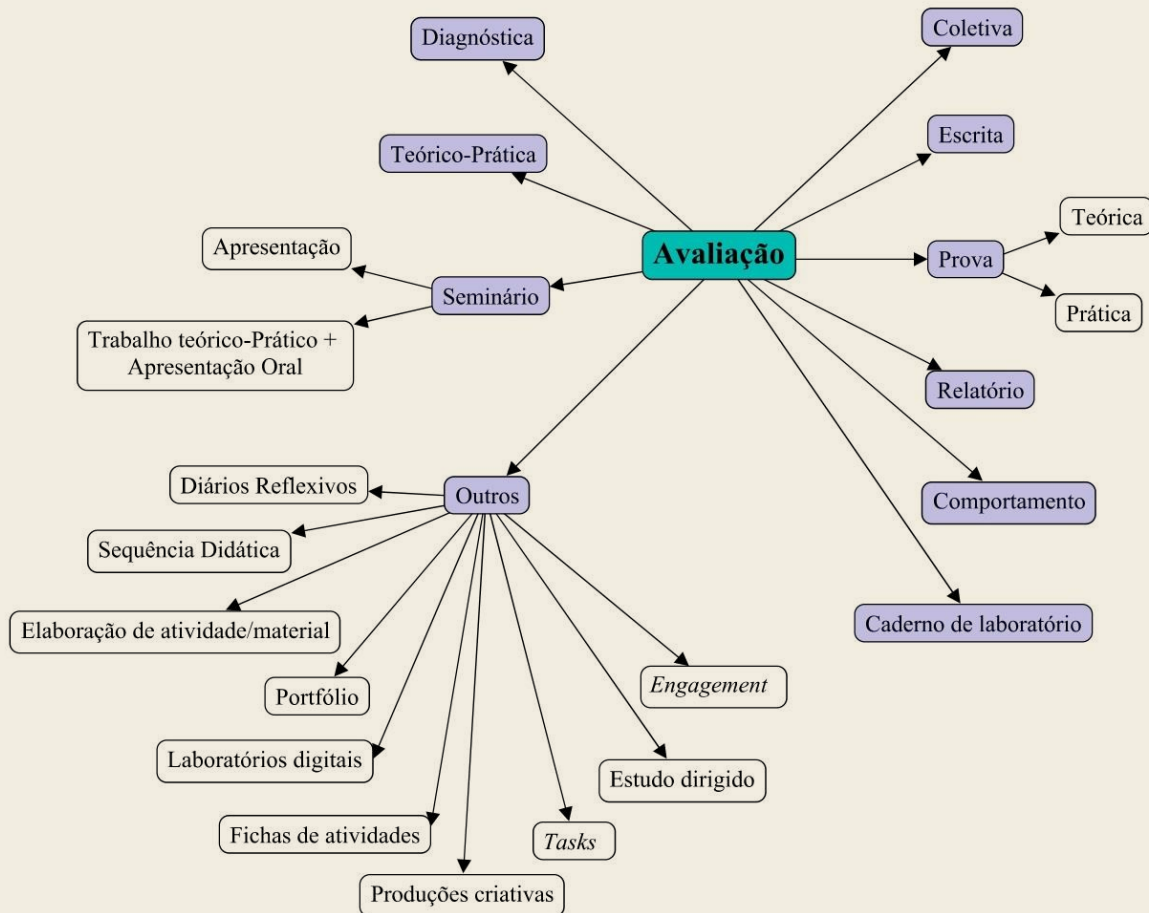 Diagnóstica
Coletiva
Escrita
Teórico-Prática
Teórica
Apresentação
Avaliação
Prova
Seminário
Prática
Trabalho teórico-Prático +
Apresentação Oral
Relatório
Diários Reflexivos
Outros
Comportamento
Sequência Didática
Elaboração de atividade/material
Caderno de laboratório
Portfólio
Engagement
Laboratórios digitais
Estudo dirigido
Fichas de atividades
Tasks
Produções criativas